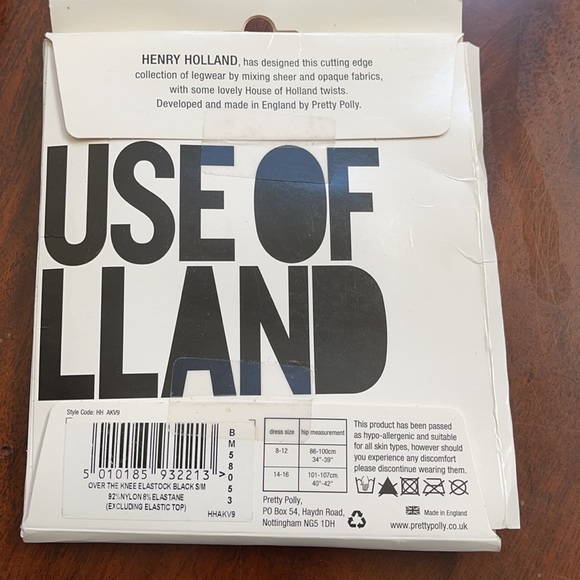 HENRY HOLLAND, has designed this cutting edge
collection of legwear by mixing sheer and opaque fabrics,
with some lovely House of Holland twists.
Developed and made in England by Pretty Polly.
USE OF
LLAND
Style Code: HH AKV9
5 010185 932213 >
OVER THE KNEE ELASTOCK BLACK S/M
92%NYLON 8% ELASTANE
(EXCLUDING ELASTIC TOP)
HHAKV9
BM58053
dress size hip measurement
8-12 86-100cm
34"-39"
14-16 101-107cm
40"-42"
Pretty Polly,
PO Box 54, Haydn Road,
Nottingham NG5 1DH
This product has been passed
as hypo-allergenic and suitable
for all skin types, however should
you experience any discomfort
please discontinue wearing them.
Made in England
www.prettypolly.co.uk